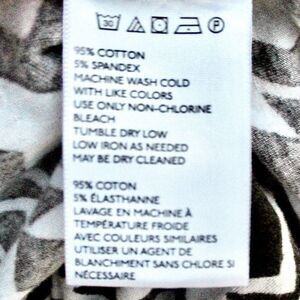 30 P
95% COTTON
5% SPANDEX
MACHINE WASH COLD
WITH LIKE COLORS
USE ONLY NON-CHLORINE
BLEACH
TUMBLE DRY LOW
LOW IRON AS NEEDED
MAY BE DRY CLEANED
95% COTON
5% ÉLASTHANNE
LAVAGE EN MACHINE À
TEMPÉRATURE FROIDE
AVEC COULEURS SIMILAIRES
UTILISER UN AGENT DE
BLANCHIMENT SANS CHLORE SI
NÉCESSAIRE